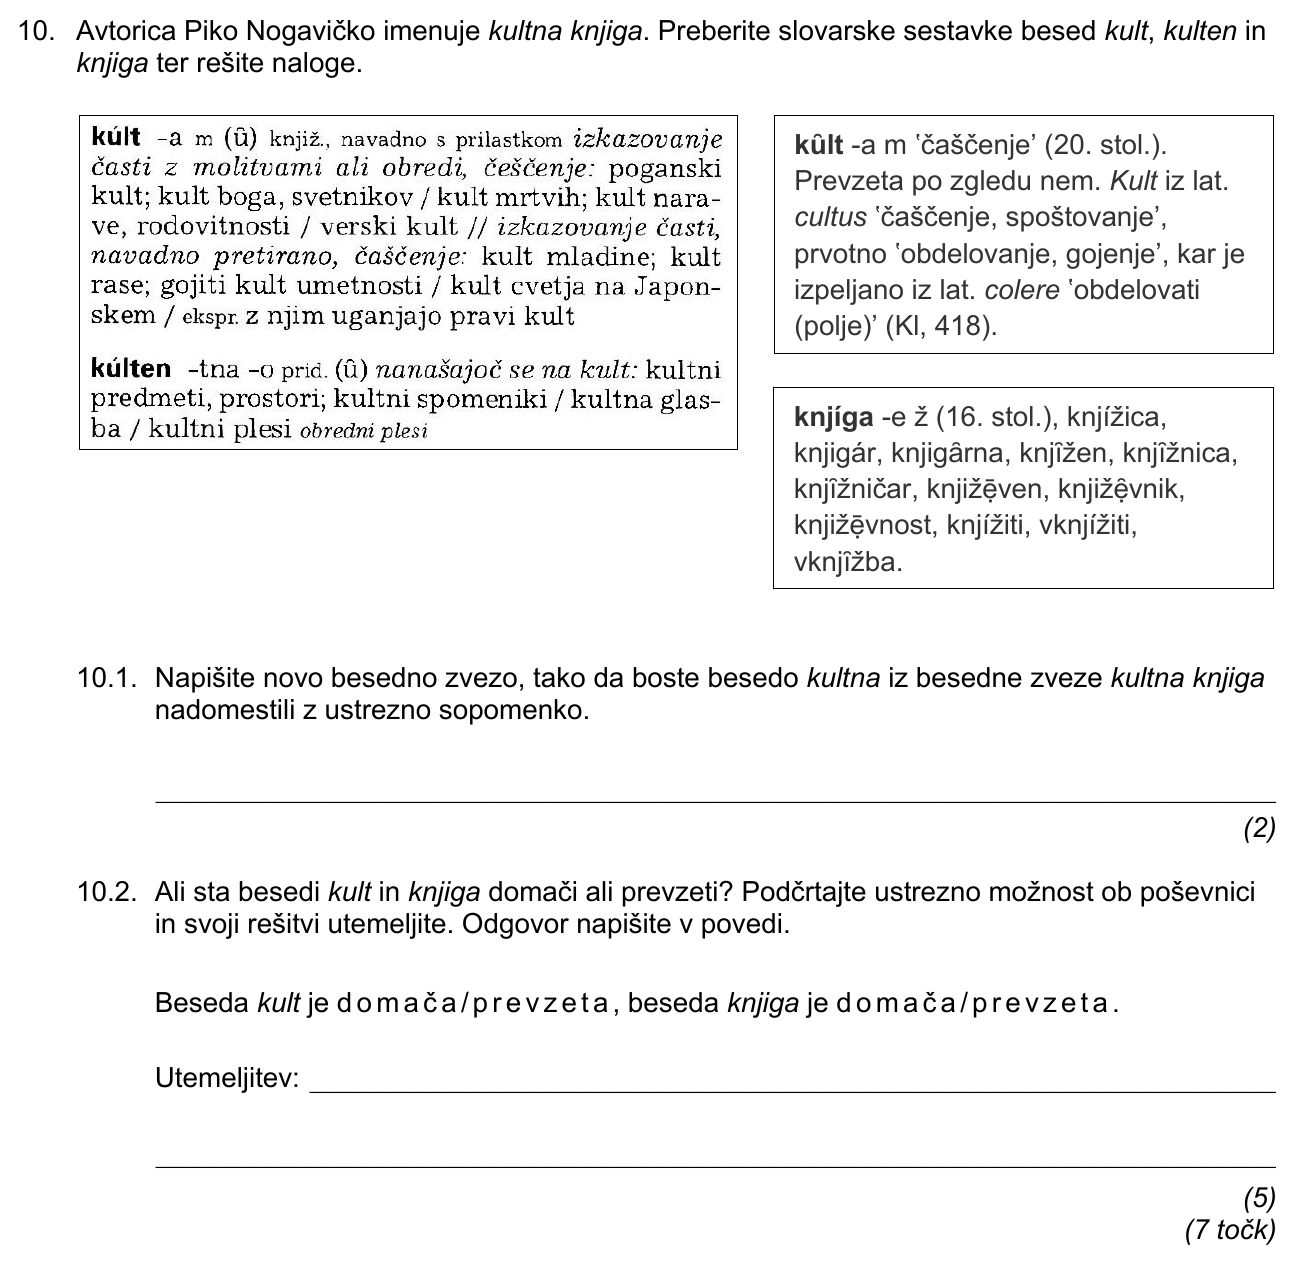 10. Avtorica Piko Nogavičko imenuje kultna knjiga. Preberite slovarske sestavke besed kult, kulten in
knjiga ter rešite naloge.
kúlt -a m (ȗ) knjiž., navadno s prilastkom izkazovanje
časti z molitvami ali obredi, češčenje: poganski
kult; kult boga, svetnikov / kult mrtvih; kult nara-
ve, rodovitnosti / verski kult // izkazovanje časti,
navadno pretirano, čaščenje: kult mladine; kult
rase; gojiti kult umetnosti / kult cvetja na Japon-
skem / ekspr. z njim uganjajo pravi kult
kúlten -tna -o prid. (ȗ) nanašajoč se na kult: kultni
predmeti, prostori; kultni spomeniki / kultna glas-
ba / kultni plesi obredni plesi
kȗlt -a m ‛čaščenje’ (20. stol.).
Prevzeta po zgledu nem. Kult iz lat.
cultus ‛čaščenje, spoštovanje’,
prvotno ‛obdelovanje, gojenje’, kar je
izpeljano iz lat. colere ‛obdelovati
(polje)’ (Kl, 418).
knjíga -e ž (16. stol.), knjížica,
knjigár, knjigȃrna, knjȋžen, knjȋžnica,
knjȋžničar, knjižẹ̄ven, knjižẹ̑vnik,
knjižẹ̄vnost, knjížiti, vknjížiti,
vknjȋžba.
10.1. Napišite novo besedno zvezo, tako da boste besedo kultna iz besedne zveze kultna knjiga
nadomestili z ustrezno sopomenko.
(2)
10.2. Ali sta besedi kult in knjiga domači ali prevzeti? Podčrtajte ustrezno možnost ob poševnici
in svoji rešitvi utemeljite. Odgovor napišite v povedi.
Beseda kult je domača/prevzeta, beseda knjiga je domača/prevzeta.
Utemeljitev:
(5)
(7 točk)